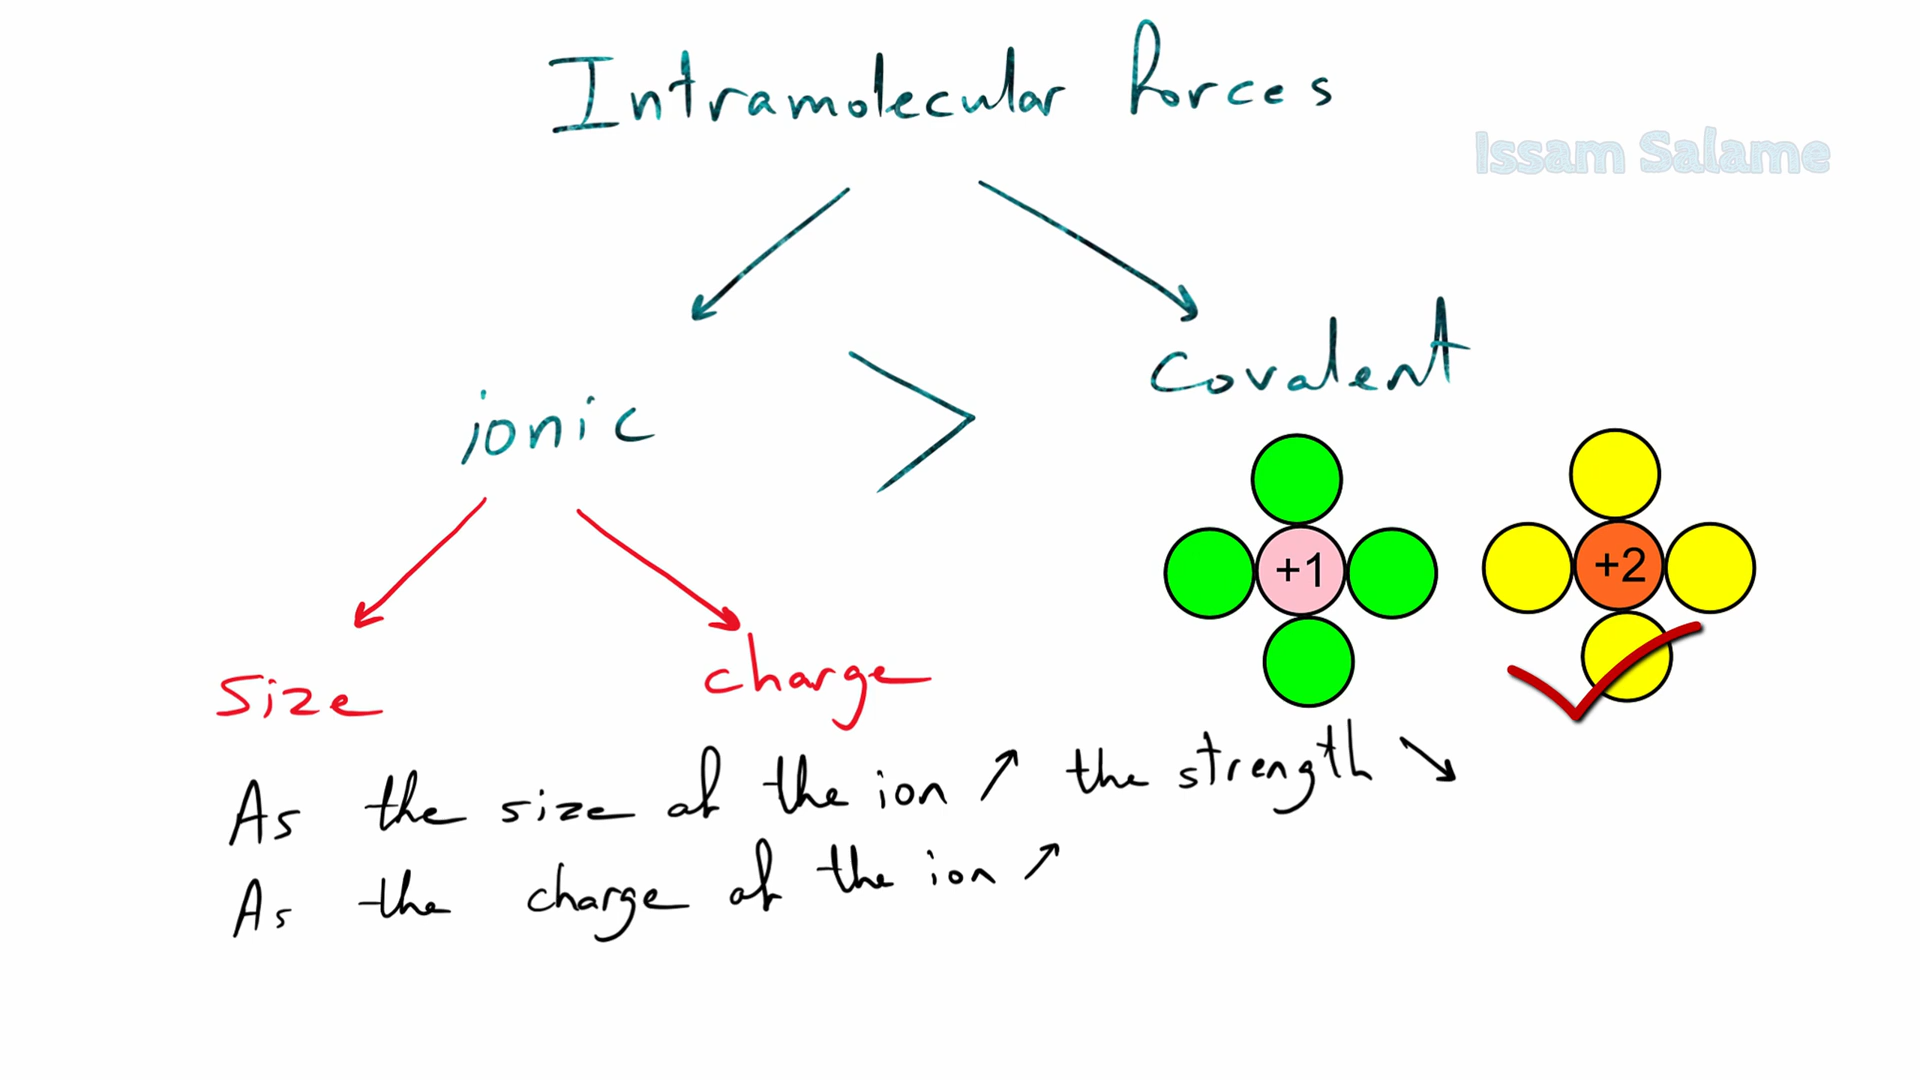 Intramolecular forces
Issam Salame
ionic > Covalent
+1 +2
Size charge
As the size of the ion ↗ the strength ↘
As the charge of the ion ↗